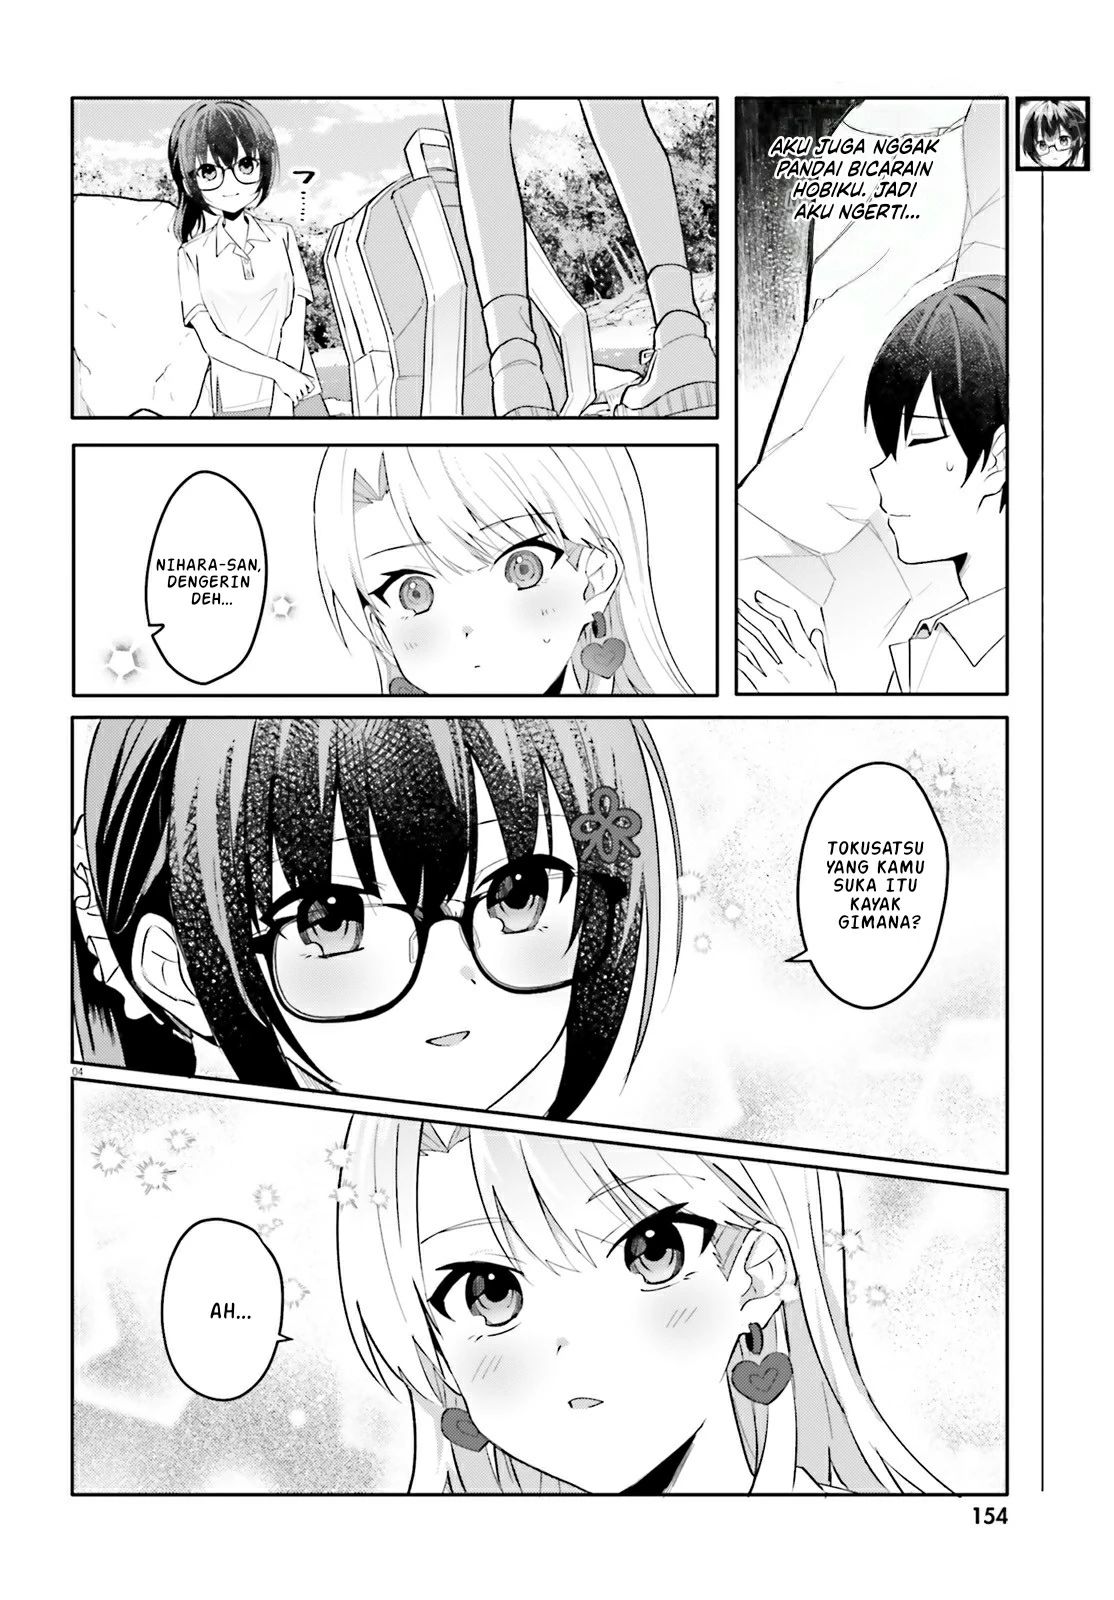 AKU JUGA NGGAK
PANDAI BICARAIN
HOBIKU. JADI
AKU NGERTI...
NIHARA-SAN,
DENGERIN
DEH...
TOKUSATSU
YANG KAMU
SUKA ITU
KAYAK
GIMANA?
04
AH...
154